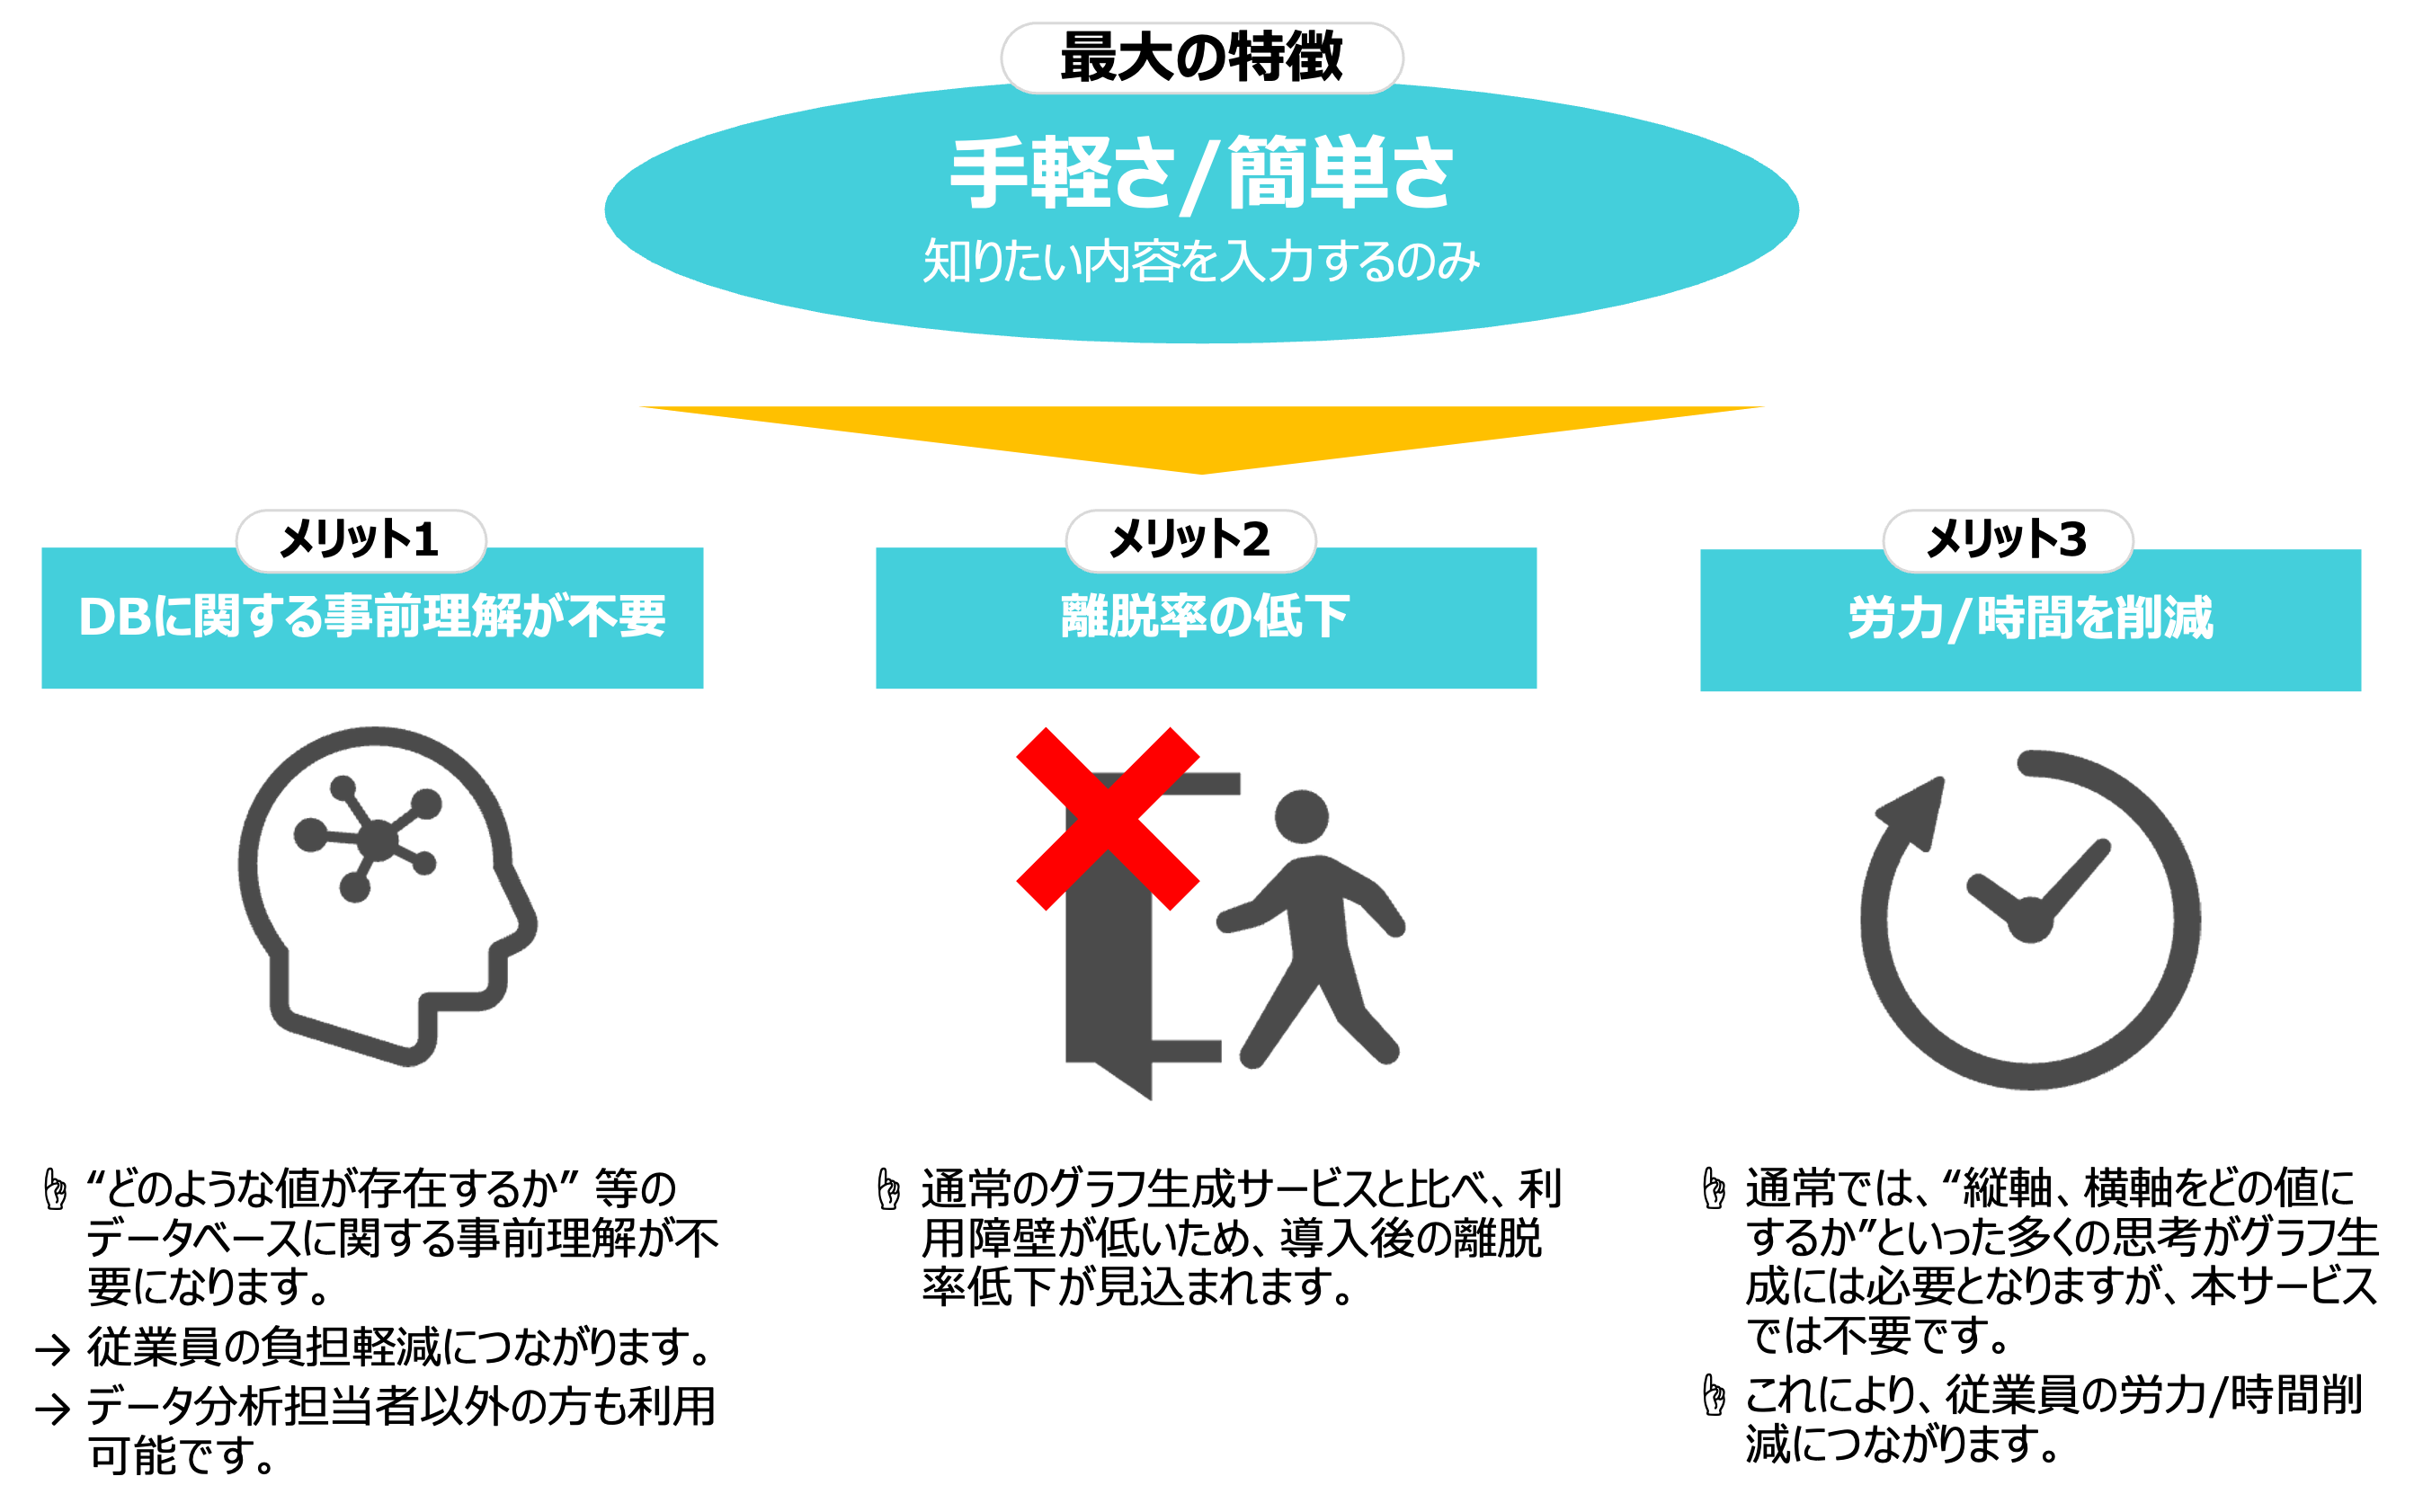 最大の特徴
手軽さ/簡単さ
知りたい内容を入力するのみ
メリット1
DBに関する事前理解が不要
“どのような値が存在するか” 等の
データベースに関する事前理解が不
要になります。
→ 従業員の負担軽減につながります。
→ データ分析担当者以外の方も利用
可能です。
メリット2
離脱率の低下
通常のグラフ生成サービスと比べ、利
用障壁が低いため、導入後の離脱
率低下が見込まれます。
メリット3
労力/時間を削減
通常では、“縦軸、横軸をどの値に
するか”といった多くの思考がグラフ生
成には必要となりますが、本サービス
では不要です。
これにより、従業員の労力/時間削
減につながります。